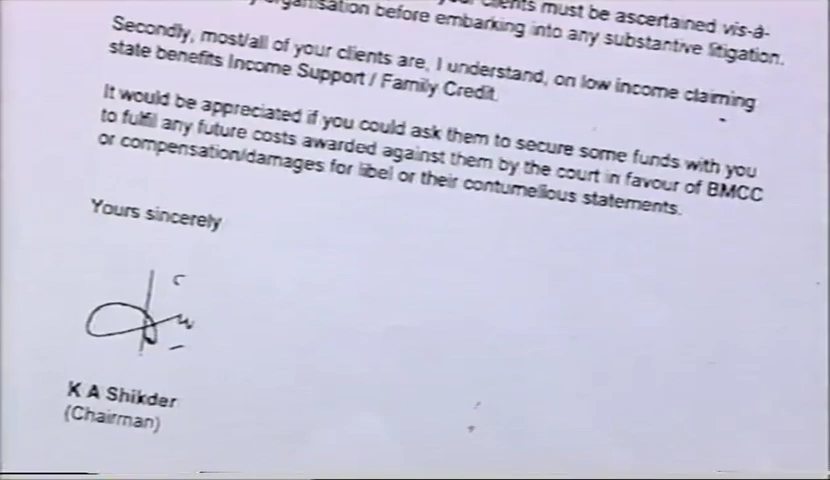 clients must be ascertained vis-à-
organisation before embarking into any substantive litigation.
Secondly, most/all of your clients are, I understand, on low income claiming
state benefits Income Support / Family Credit.
It would be appreciated if you could ask them to secure some funds with you
to fulfil any future costs awarded against them by the court in favour of BMCC
or compensation/damages for libel or their contumellous statements.
Yours sincerely
K A Shikder
(Chairman)